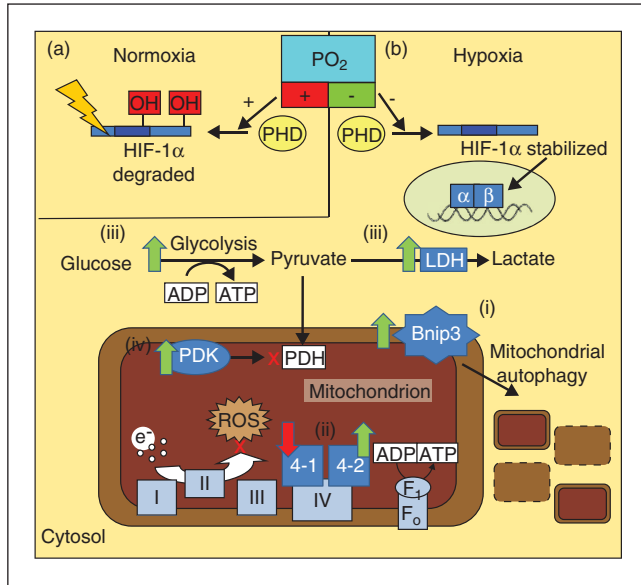 (a)
Normoxia
PO2
(b)
Hypoxia
+
-
OH OH
+
PHD
-
PHD
HIF-1α
degraded
HIF-1α stabilized
α β
(iii)
Glycolysis
Glucose
ADP ATP
Pyruvate
(iii)
LDH
Lactate
(iv)
PDK
X
PDH
Bnip3
(i)
Mitochondrial
autophagy
Mitochondrion
ROS
X
e-
(ii)
4-1
4-2
ADP ATP
I
II
III
IV
F1
Fo
Cytosol